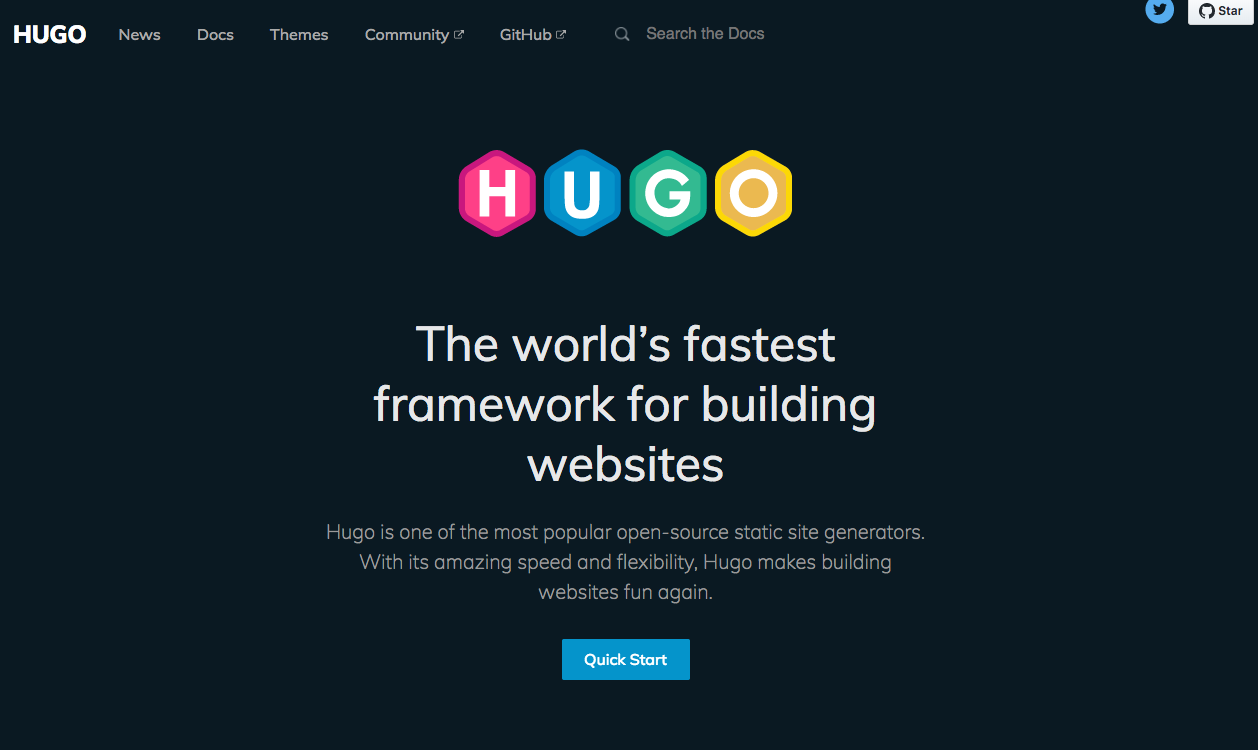 HUGO News Docs Themes Community GitHub Search the Docs Star
HUGO
The world’s fastest
framework for building
websites
Hugo is one of the most popular open-source static site generators.
With its amazing speed and flexibility, Hugo makes building
websites fun again.
Quick Start